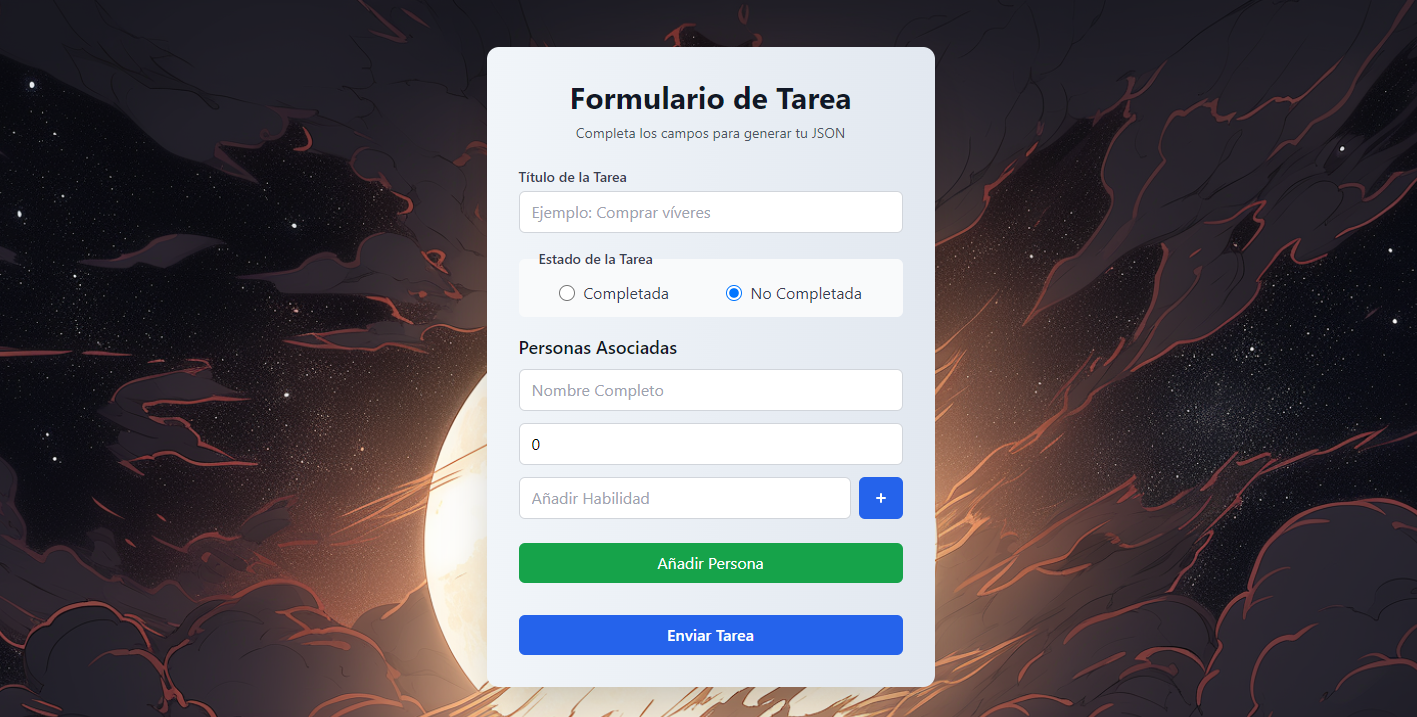 Formulario de Tarea
Completa los campos para generar tu JSON
Título de la Tarea
Ejemplo: Comprar víveres
Estado de la Tarea
Completada No Completada
Personas Asociadas
Nombre Completo
0
Añadir Habilidad +
Añadir Persona
Enviar Tarea